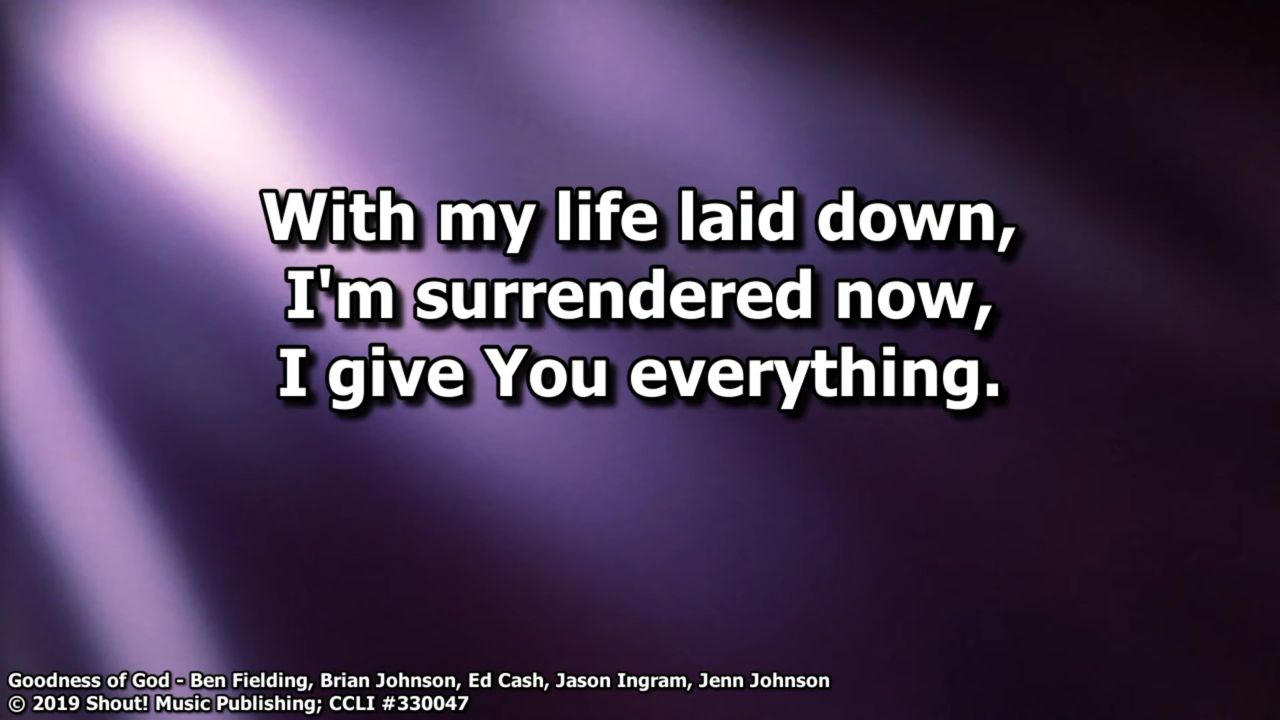 With my life laid down,
I'm surrendered now,
I give You everything.
Goodness of God - Ben Fielding, Brian Johnson, Ed Cash, Jason Ingram, Jenn Johnson
© 2019 Shout! Music Publishing; CCLI #330047